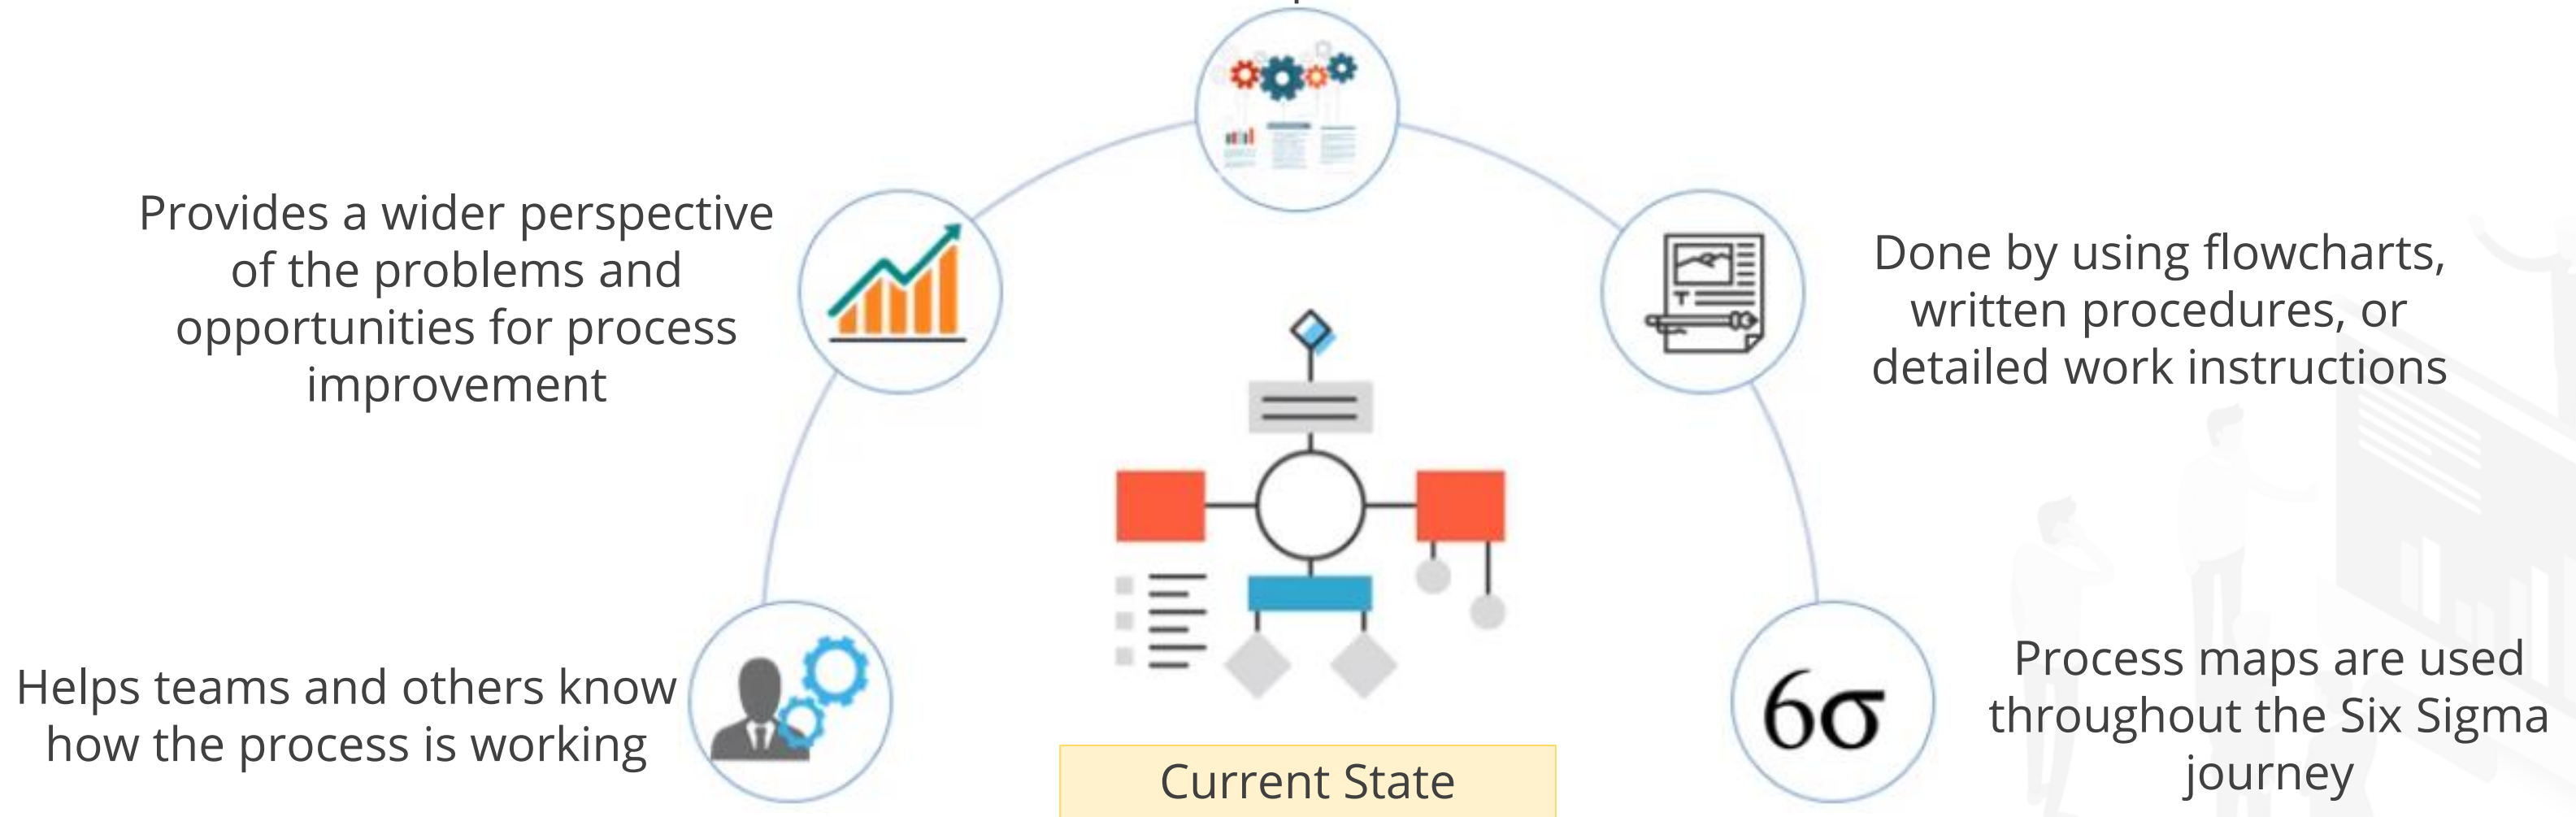 Provides a wider perspective
of the problems and
opportunities for process
improvement
Done by using flowcharts,
written procedures, or
detailed work instructions
Helps teams and others know
how the process is working
6σ
Process maps are used
throughout the Six Sigma
journey
Current State